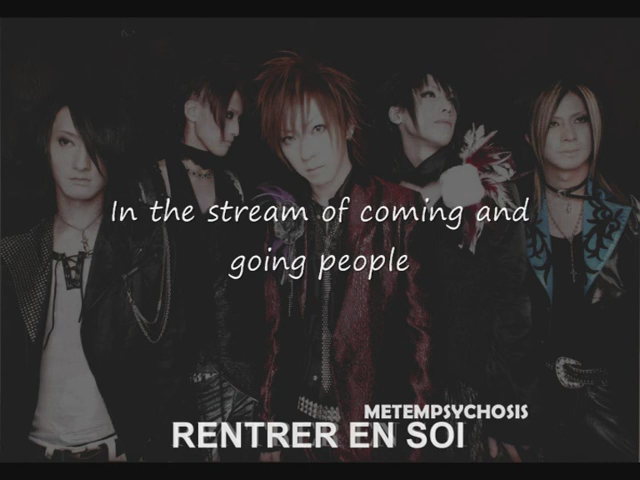 In the stream of coming and
going people
METEMPSYCHOSIS
RENTRER EN SOI